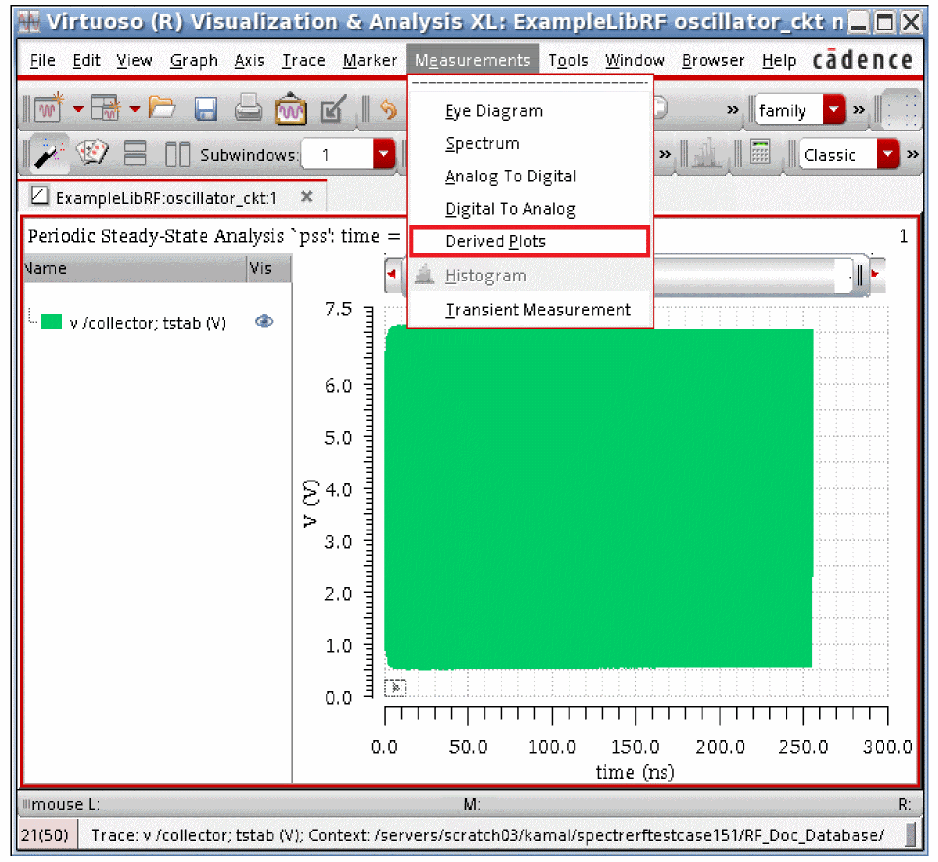 Virtuoso (R) Visualization & Analysis XL: ExampleLibRF oscillator_ckt n
File Edit View Graph Axis Trace Marker Measurements Tools Window Browser Help cādence
» family »
Subwindows: 1 » Classic »
ExampleLibRF:oscillator_ckt:1
Eye Diagram
Spectrum
Analog To Digital
Digital To Analog
Derived Plots
Histogram
Transient Measurement
Periodic Steady-State Analysis `pss': time = 1
Name Vis
v /collector; tstab (V)
7.5
6.0
5.0
4.0
3.0
2.0
1.0
0.0
V (V)
0.0 50.0 100.0 150.0 200.0 250.0 300.0
time (ns)
mouse L: M: R:
21(50) Trace: v /collector; tstab (V); Context: /servers/scratch03/kamal/spectrerftestcase151/RF_Doc_Database/